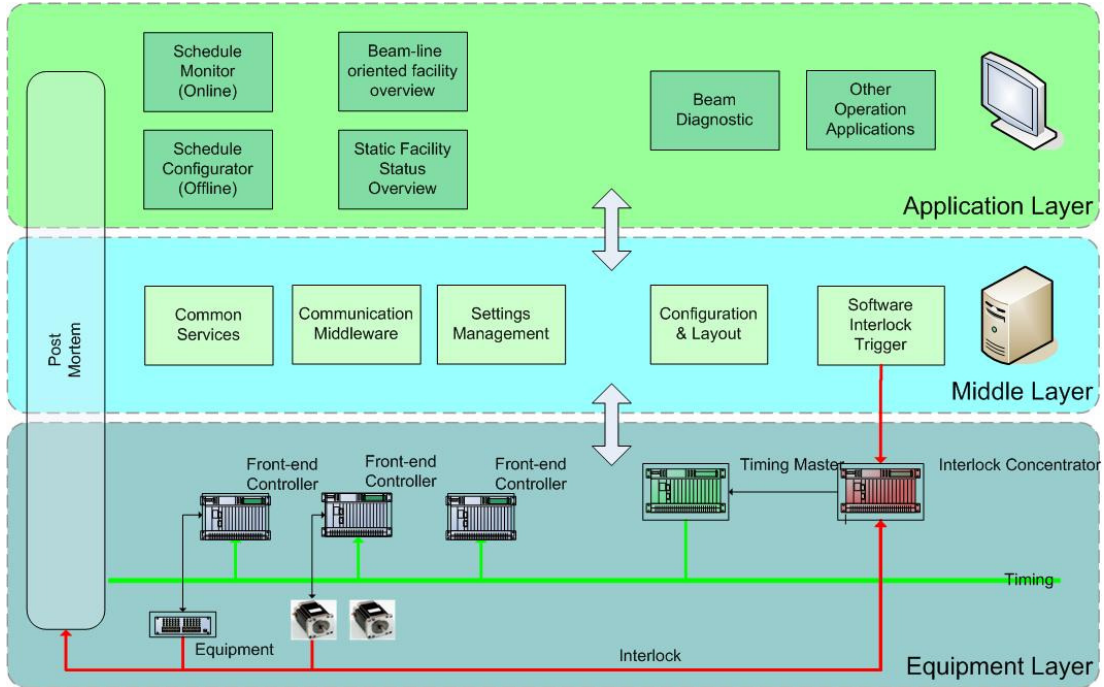 Schedule
Monitor
(Online)
Beam-line
oriented facility
overview
Beam
Diagnostic
Other
Operation
Applications
Schedule
Configurator
(Offline)
Static Facility
Status
Overview
Application Layer
Post
Mortem
Common
Services
Communication
Middleware
Settings
Management
Configuration
& Layout
Software
Interlock
Trigger
Middle Layer
Front-end
Controller
Front-end
Controller
Front-end
Controller
Timing Master
Interlock Concentrator
Timing
Equipment
Interlock
Equipment Layer